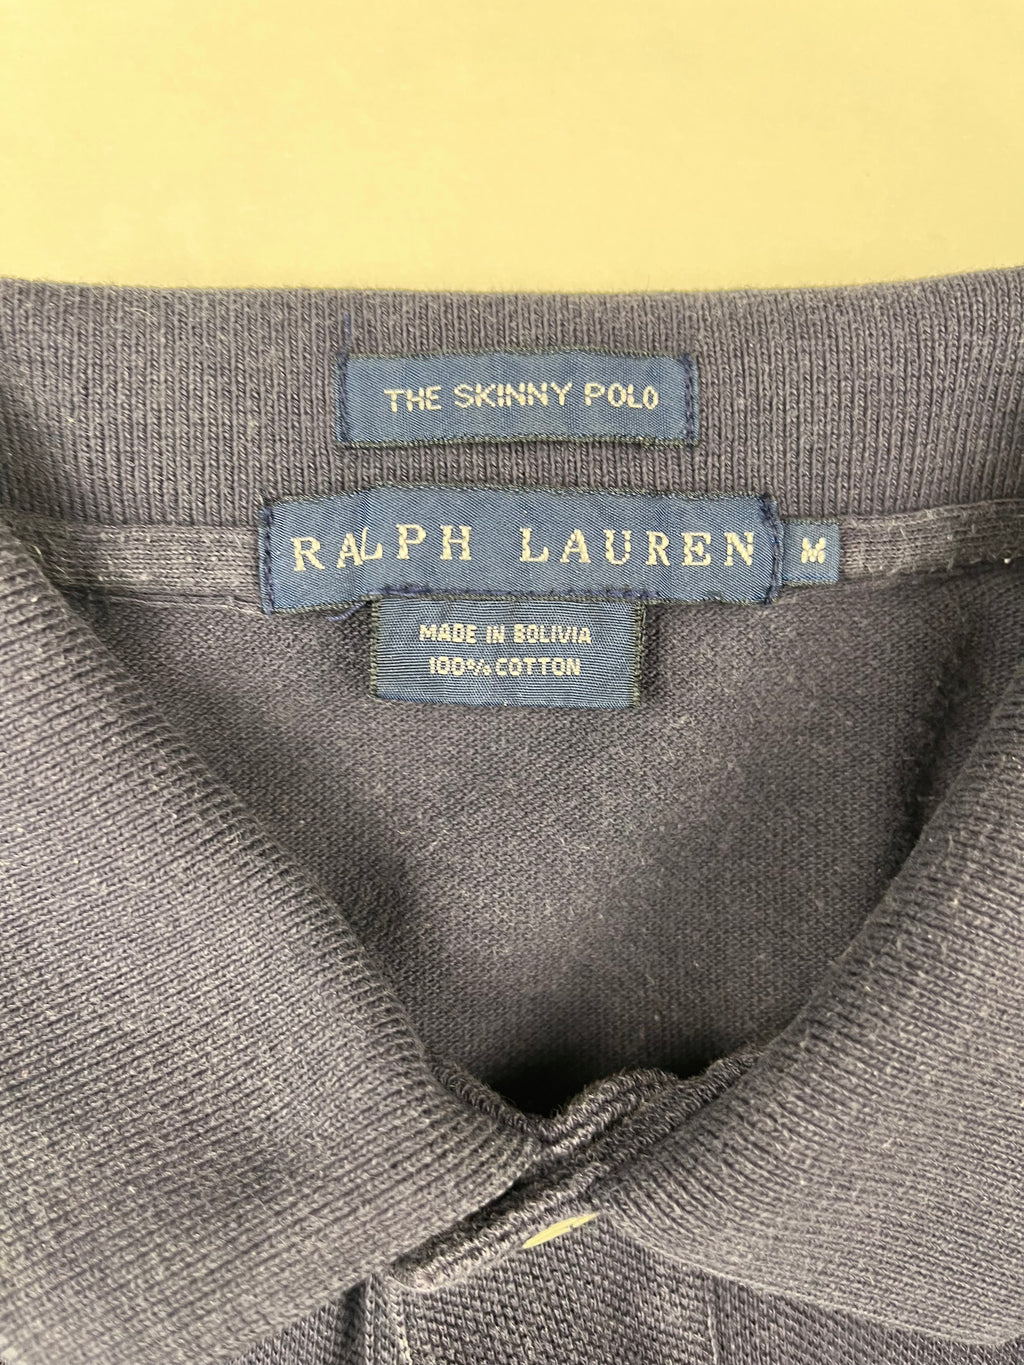 THE SKINNY POLO
RALPH LAUREN
M
MADE IN BOLIVIA
100% COTTON